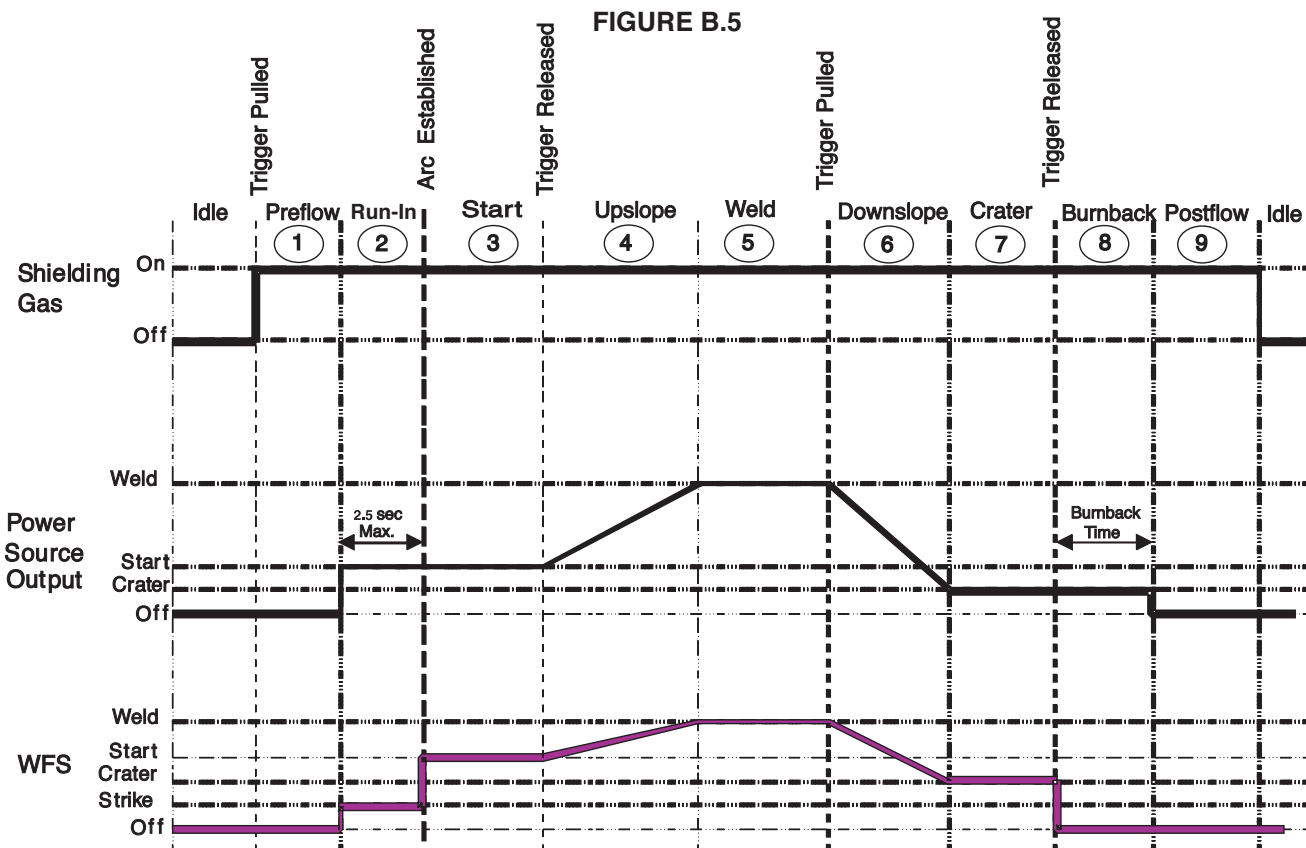 FIGURE B.5
Trigger Pulled
Arc Established
Trigger Released
Trigger Pulled
Trigger Released
Idle Preflow Run-In Start Upslope Weld Downslope Crater Burnback Postflow Idle
1 2 3 4 5 6 7 8 9
Shielding
Gas
On
Off
Power
Source
Output
Weld
Start
Crater
Off
2.5 sec
Max.
Burnback
Time
WFS
Weld
Start
Crater
Strike
Off